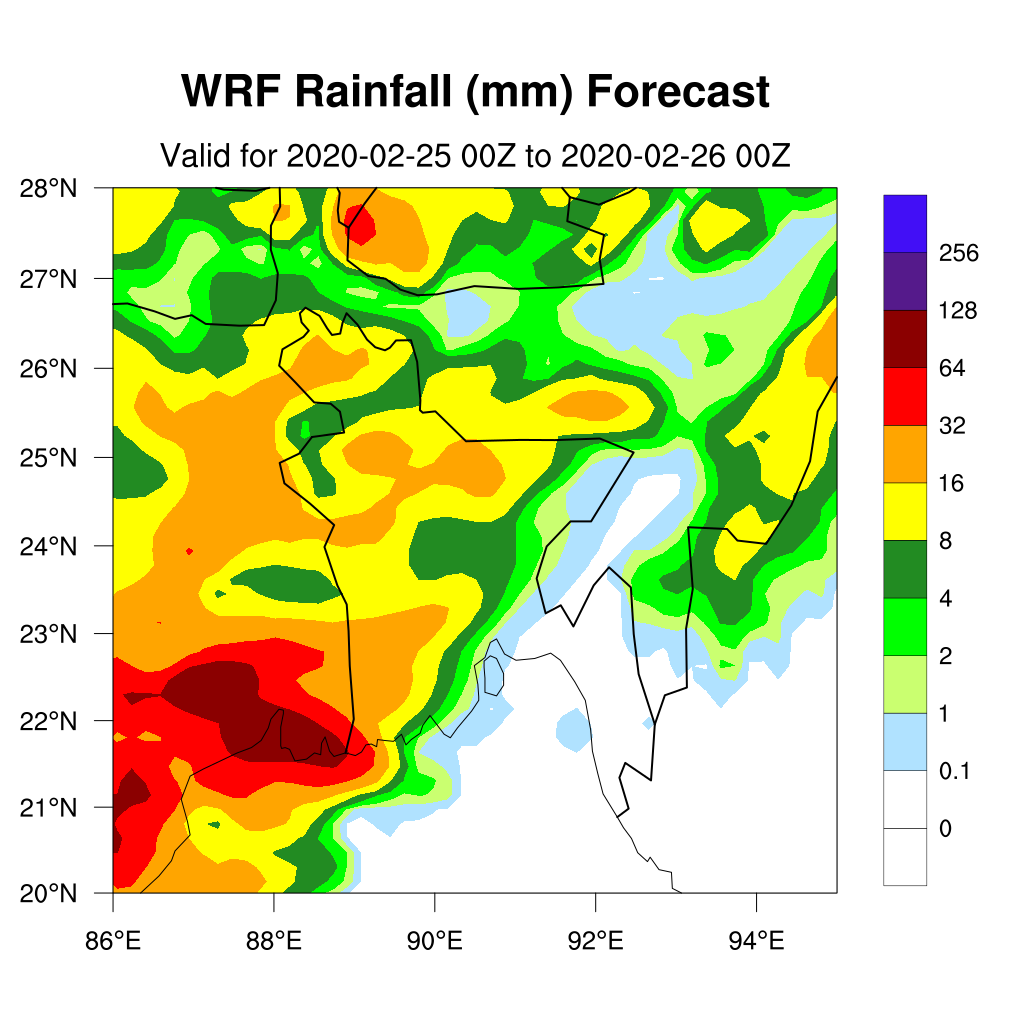 WRF Rainfall (mm) Forecast
Valid for 2020-02-25 00Z to 2020-02-26 00Z
28°N
27°N
26°N
25°N
24°N
23°N
22°N
21°N
20°N
86°E 88°E 90°E 92°E 94°E
256
128
64
32
16
8
4
2
1
0.1
0